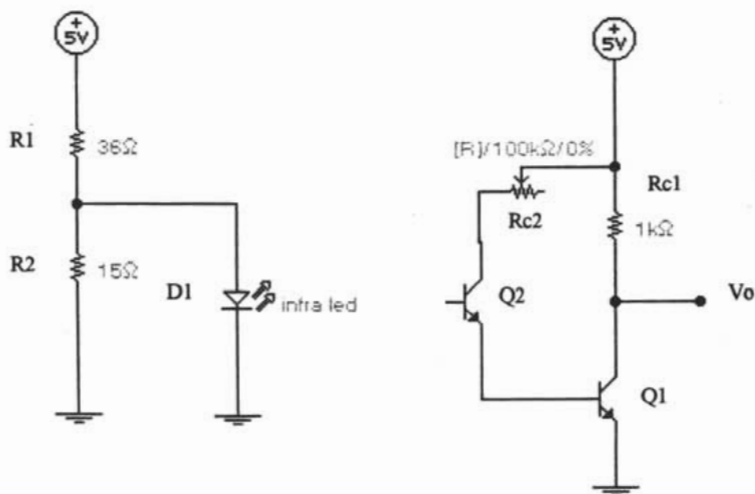 +
5V
R1
36Ω
R2
15Ω
D1
infra led
+
5V
[R]/100kΩ/0%
Rc2
Rc1
1kΩ
Vo
Q2
Q1